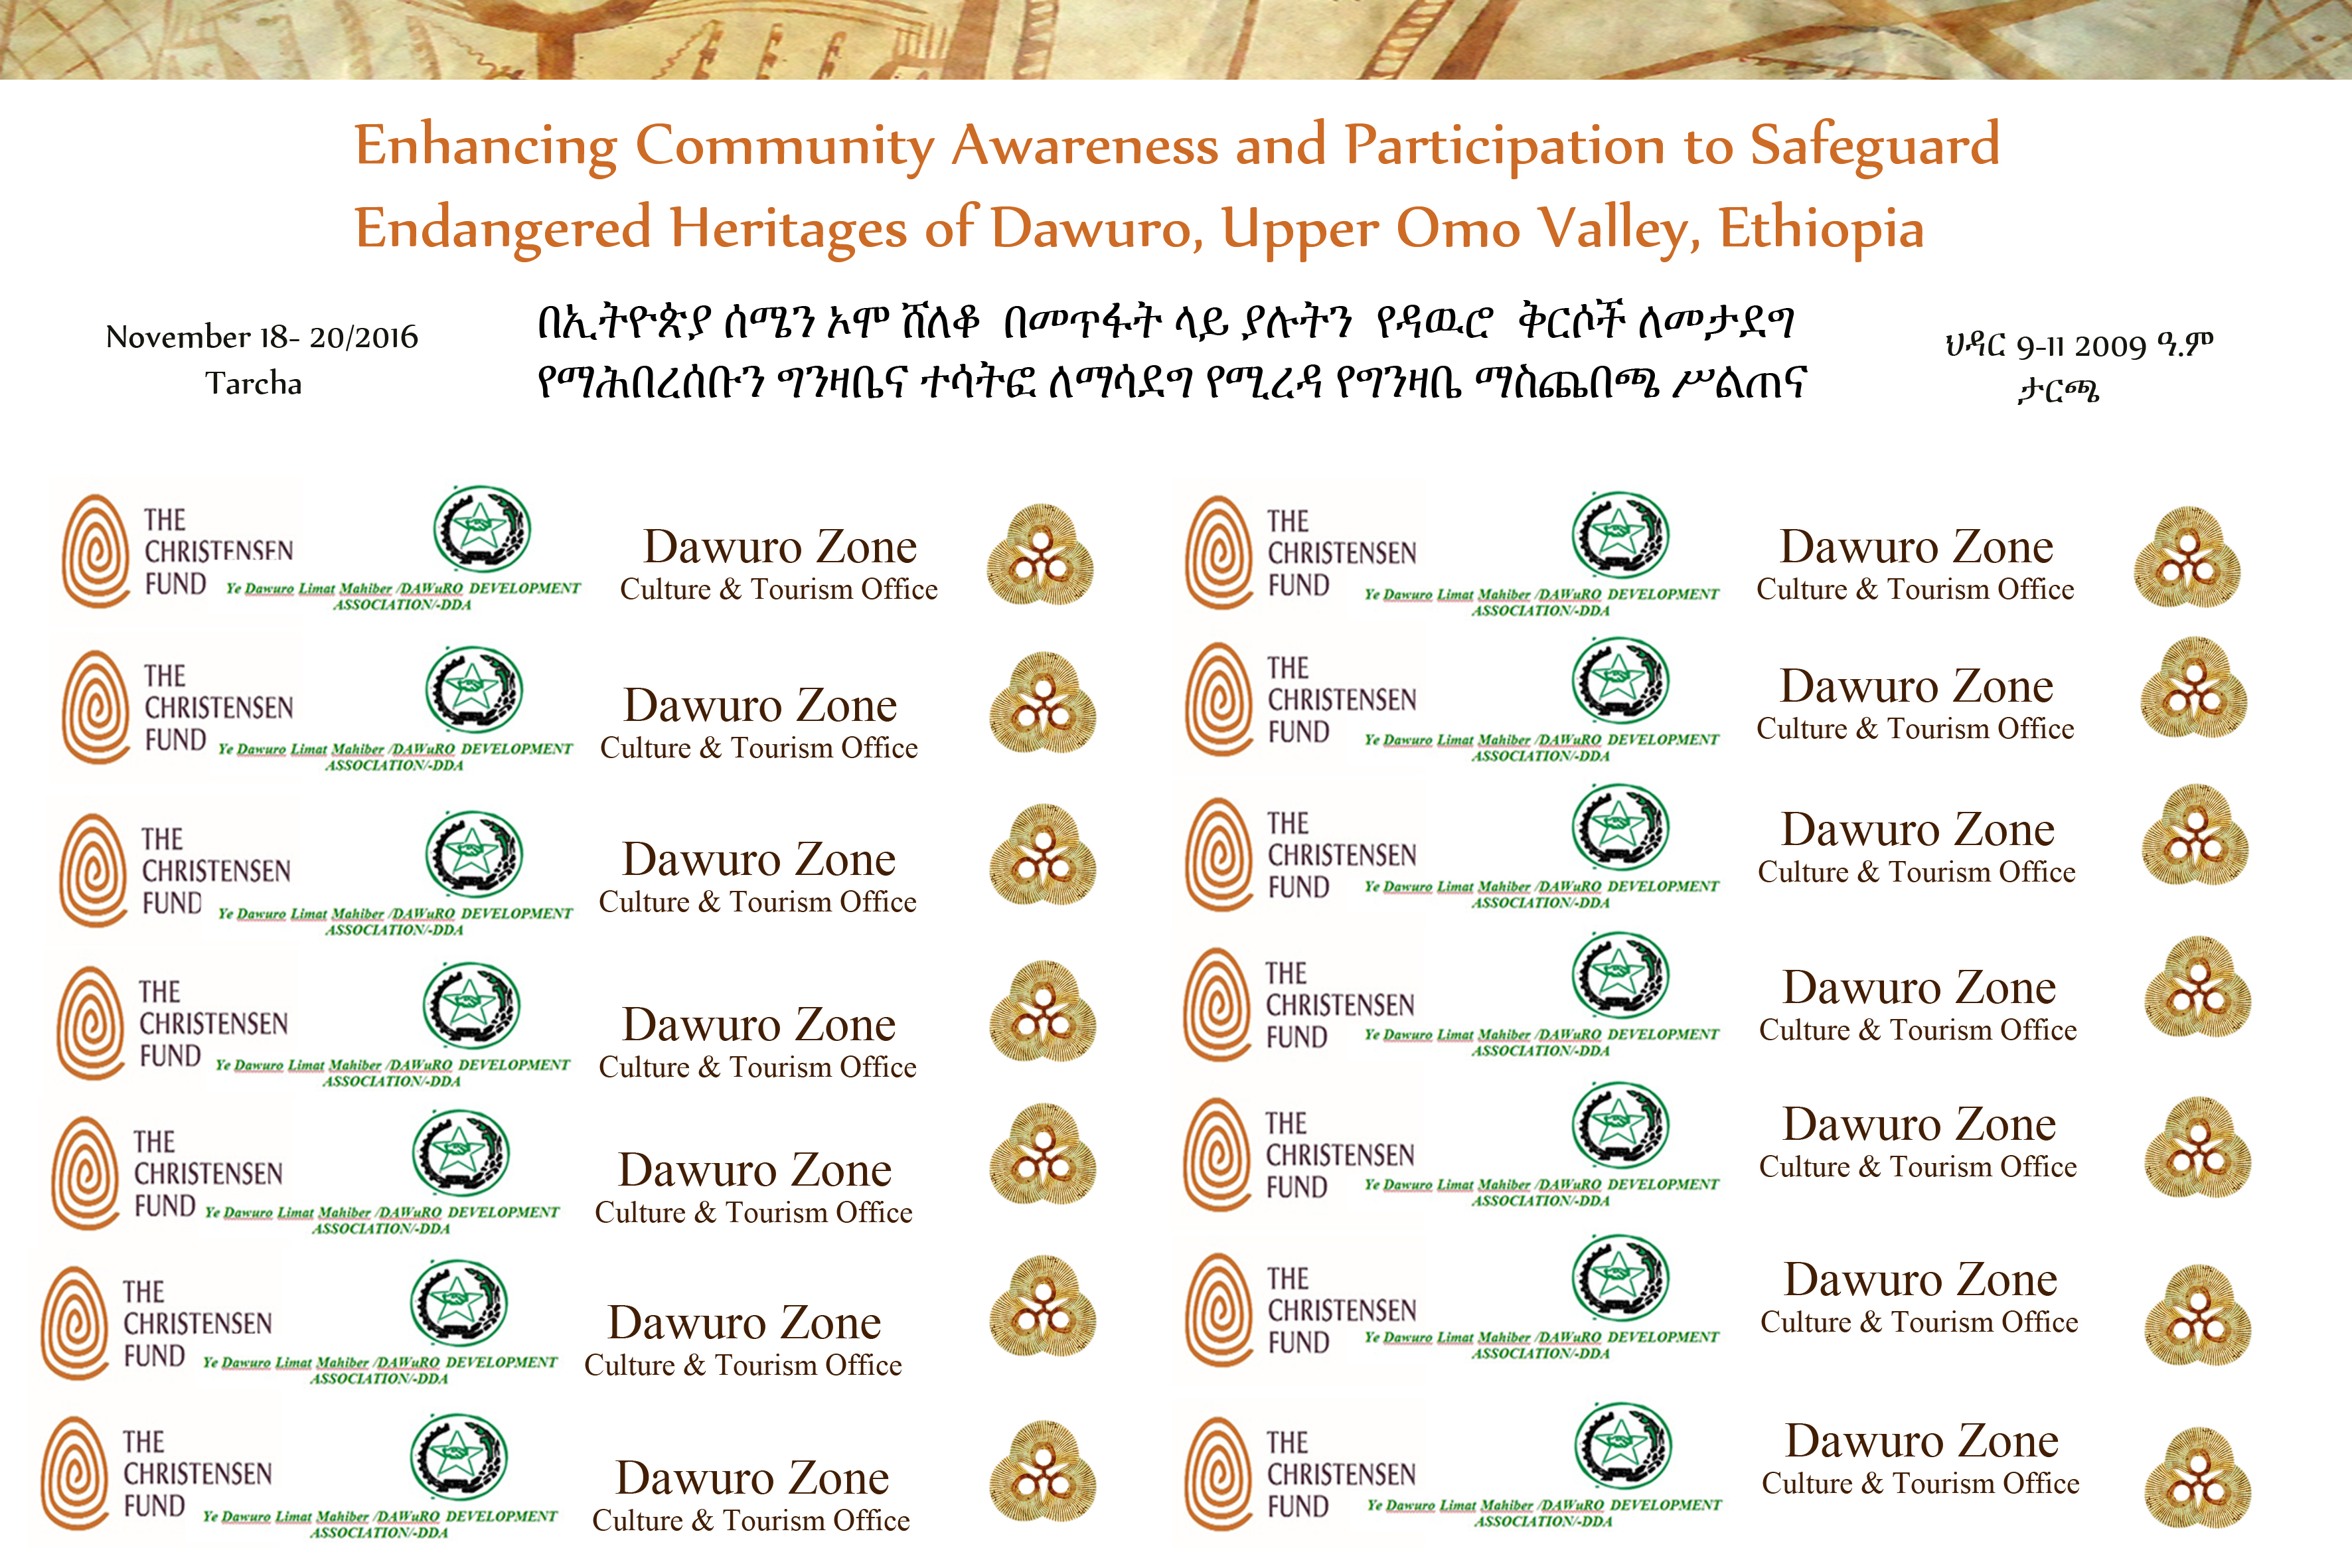 Enhancing Community Awareness and Participation to Safeguard
Endangered Heritages of Dawuro, Upper Omo Valley, Ethiopia
November 18- 20/2016
Tarcha
በኢትዮጵያ ሰሜን ኦሞ ሸለቆ በመጥፋት ላይ ያሉትን የዳዉሮ ቅርሶች ለመታደግ
የማሕበረሰቡን ግንዛቤና ተሳትፎ ለማሳደግ የሚረዳ የግንዛቤ ማስጨበጫ ሥልጠና
ህዳር 9-11 2009 ዓ.ም
ታርጫ
THE
CHRISTENSEN
FUND
Ye Dawuro Limat Mahiber /DAWuRO DEVELOPMENT
ASSOCIATION/-DDA
Dawuro Zone
Culture & Tourism Office
THE
CHRISTENSEN
FUND
Ye Dawuro Limat Mahiber /DAWuRO DEVELOPMENT
ASSOCIATION/-DDA
Dawuro Zone
Culture & Tourism Office
THE
CHRISTENSEN
FUND
Ye Dawuro Limat Mahiber /DAWuRO DEVELOPMENT
ASSOCIATION/-DDA
Dawuro Zone
Culture & Tourism Office
THE
CHRISTENSEN
FUND
Ye Dawuro Limat Mahiber /DAWuRO DEVELOPMENT
ASSOCIATION/-DDA
Dawuro Zone
Culture & Tourism Office
THE
CHRISTENSEN
FUND
Ye Dawuro Limat Mahiber /DAWuRO DEVELOPMENT
ASSOCIATION/-DDA
Dawuro Zone
Culture & Tourism Office
THE
CHRISTENSEN
FUND
Ye Dawuro Limat Mahiber /DAWuRO DEVELOPMENT
ASSOCIATION/-DDA
Dawuro Zone
Culture & Tourism Office
THE
CHRISTENSEN
FUND
Ye Dawuro Limat Mahiber /DAWuRO DEVELOPMENT
ASSOCIATION/-DDA
Dawuro Zone
Culture & Tourism Office
THE
CHRISTENSEN
FUND
Ye Dawuro Limat Mahiber /DAWuRO DEVELOPMENT
ASSOCIATION/-DDA
Dawuro Zone
Culture & Tourism Office
THE
CHRISTENSEN
FUND
Ye Dawuro Limat Mahiber /DAWuRO DEVELOPMENT
ASSOCIATION/-DDA
Dawuro Zone
Culture & Tourism Office
THE
CHRISTENSEN
FUND
Ye Dawuro Limat Mahiber /DAWuRO DEVELOPMENT
ASSOCIATION/-DDA
Dawuro Zone
Culture & Tourism Office
THE
CHRISTENSEN
FUND
Ye Dawuro Limat Mahiber /DAWuRO DEVELOPMENT
ASSOCIATION/-DDA
Dawuro Zone
Culture & Tourism Office
THE
CHRISTENSEN
FUND
Ye Dawuro Limat Mahiber /DAWuRO DEVELOPMENT
ASSOCIATION/-DDA
Dawuro Zone
Culture & Tourism Office
THE
CHRISTENSEN
FUND
Ye Dawuro Limat Mahiber /DAWuRO DEVELOPMENT
ASSOCIATION/-DDA
Dawuro Zone
Culture & Tourism Office
THE
CHRISTENSEN
FUND
Ye Dawuro Limat Mahiber /DAWuRO DEVELOPMENT
ASSOCIATION/-DDA
Dawuro Zone
Culture & Tourism Office